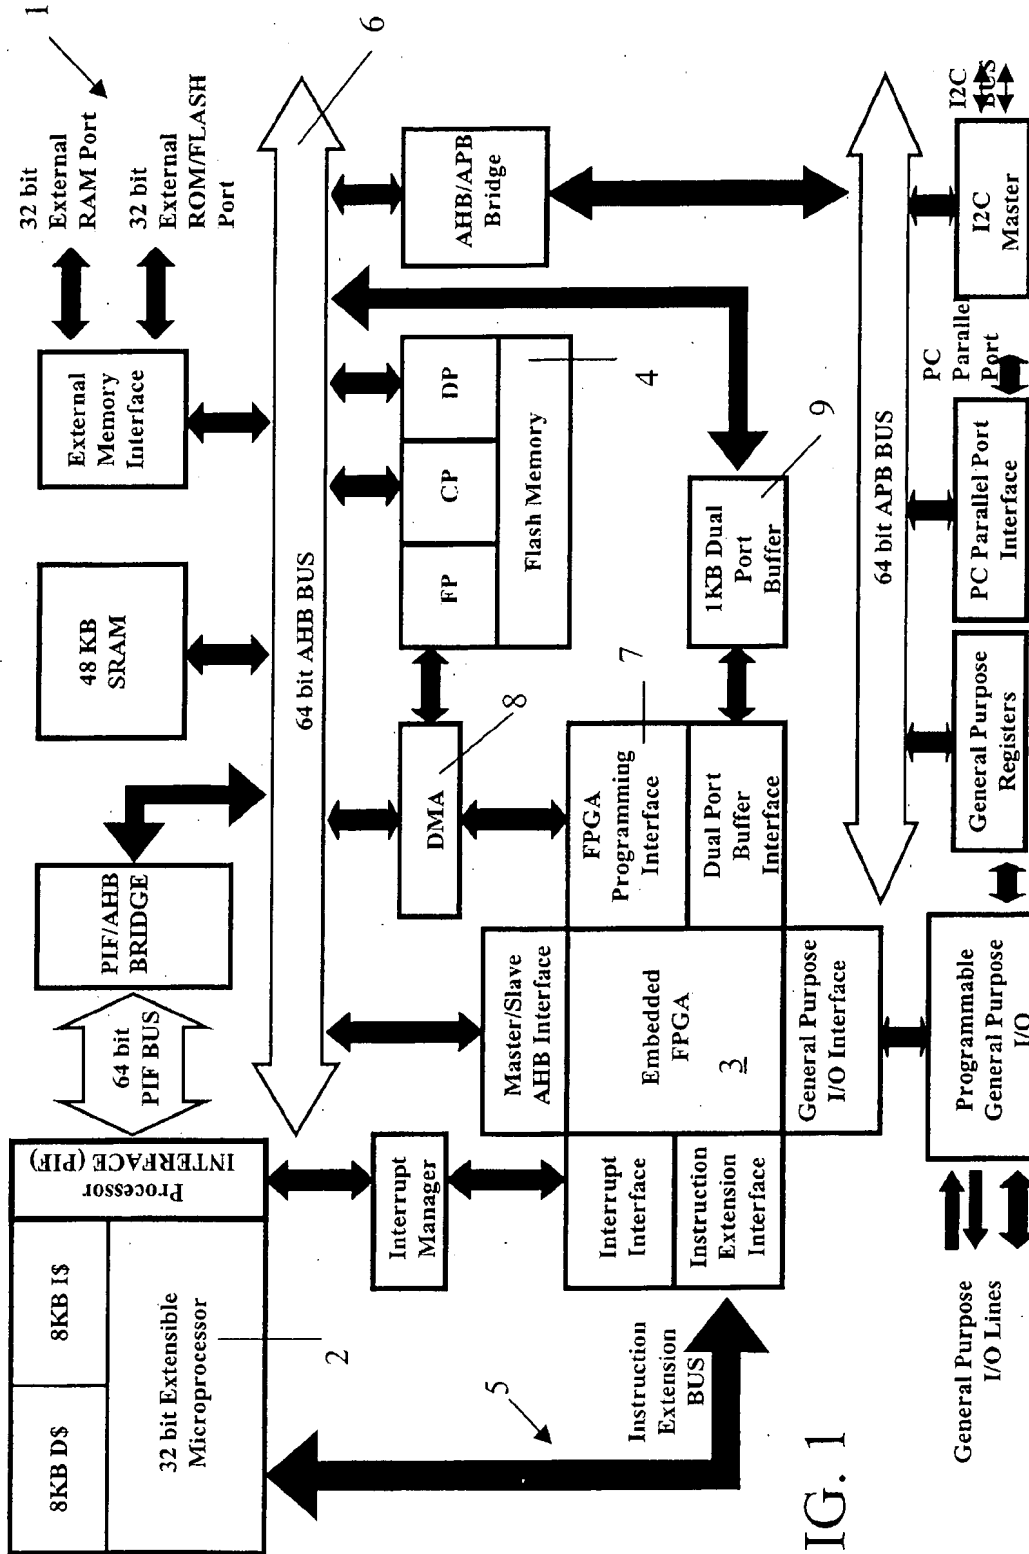 8KB D$
8KB I$
32 bit Extensible
Microprocessor
2
Processor
INTERFACE (PIF)
64 bit
PIF BUS
PIF/AHB
BRIDGE
48 KB
SRAM
External
Memory
Interface
32 bit
External
RAM Port
32 bit
External
ROM/FLASH
Port
1
64 bit AHB BUS
6
5
Instruction
Extension
BUS
Interrupt
Manager
Interrupt
Interface
Instruction
Extension
Interface
Master/Slave
AHB Interface
Embedded
FPGA
3
General Purpose
I/O Interface
DMA
8
FPGA
Programming
Interface
7
Dual Port
Buffer
Interface
FP
CP
DP
Flash Memory
4
1KB Dual
Port
Buffer
9
AHB/APB
Bridge
64 bit APB BUS
General Purpose
I/O Lines
Programmable
General Purpose
I/O
General Purpose
Registers
PC Parallel Port
Interface
PC
Parallel
Port
I2C
Master
I2C
BUS
IG. 1